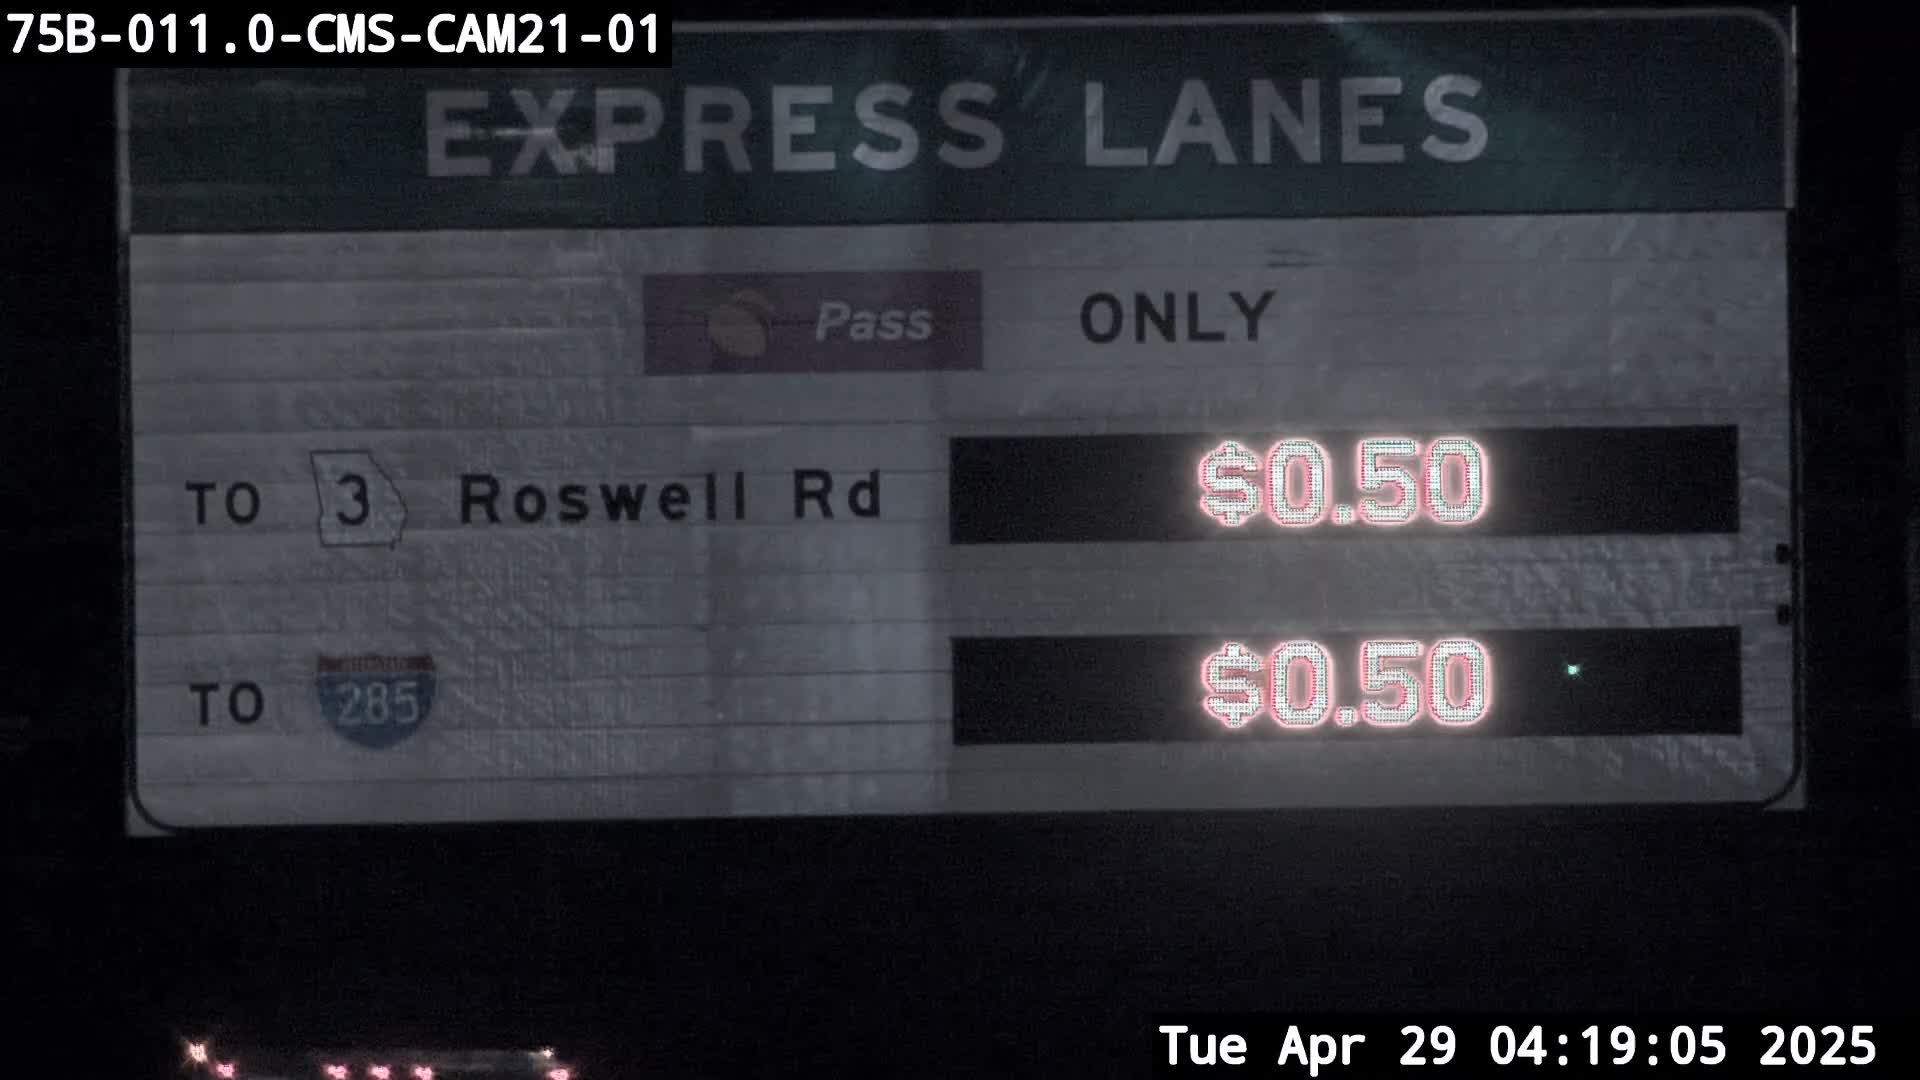 75B-011.0-CMS-CAM21-01
EXPRESS LANES
Pass ONLY
TO 3 Roswell Rd $0.50
TO 285 $0.50
Tue Apr 29 04:19:05 2025